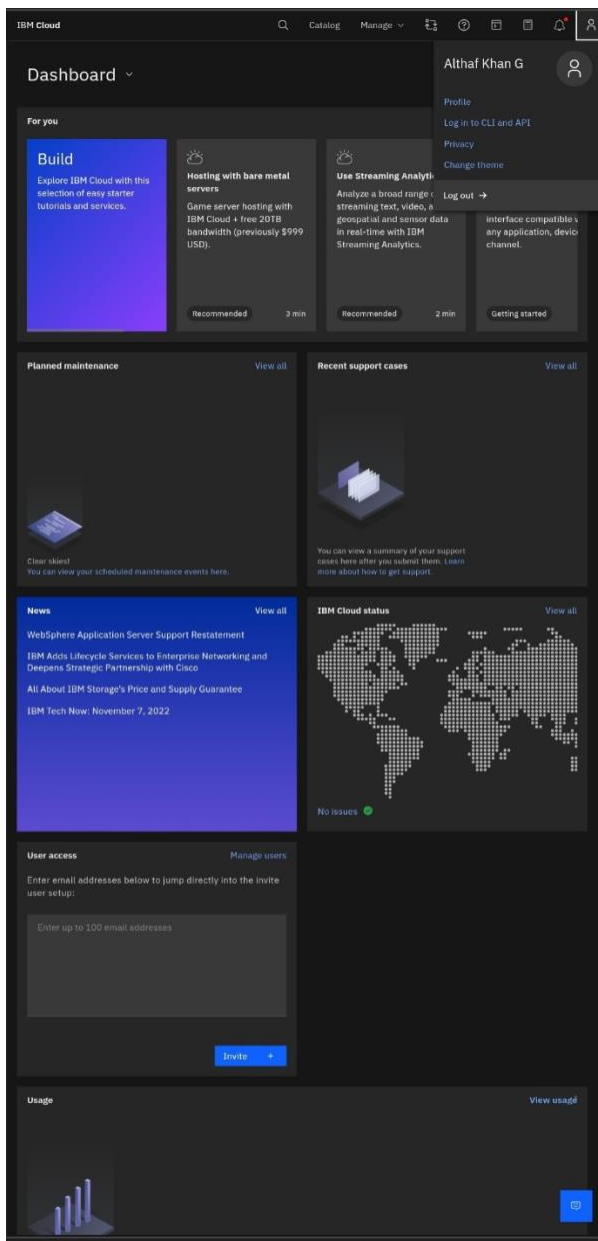 IBM Cloud
Catalog
Manage
Althaf Khan G
Profile
Log in to CLI and API
Privacy
Change theme
Log out →
Dashboard
For you
Build
Explore IBM Cloud with this
selection of easy starter
tutorials and services.
Hosting with bare metal
servers
Game server hosting with
IBM Cloud + free 20TB
bandwidth (previously $999
USD).
Recommended
3 min
Use Streaming Analyti
Analyze a broad range
streaming text, video, a
geospatial and sensor data
in real-time with IBM
Streaming Analytics.
Recommended
2 min
interface compatible
any application, devic
channel.
Getting started
Planned maintenance
View all
Clear skies!
You can view your scheduled maintenance events here.
Recent support cases
View all
You can view a summary of your support
cases here after you submit them. Learn
more about how to get support.
News
View all
WebSphere Application Server Support Restatement
IBM Adds Lifecycle Services to Enterprise Networking and
Deepens Strategic Partnership with Cisco
All About IBM Storage's Price and Supply Guarantee
IBM Tech Now: November 7, 2022
IBM Cloud status
View all
No issues
User access
Manage users
Enter email addresses below to jump directly into the invite
user setup:
Enter up to 100 email addresses
Invite +
Usage
View usage